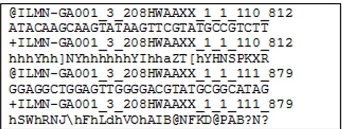 @ILMN-GA001_3_208HWAAXX_1_1_110_812
ATACAAGCAAGTATAAGTTCGTATGCCGTCTT
+ILMN-GA001_3_208HWAAXX_1_1_110_812
hhhYhh]NYhhhhhhYIhhaZT[hYHNSPKXR
@ILMN-GA001_3_208HWAAXX_1_1_111_879
GGAGGCTGGAGTTGGGGACGTATGCGGCATAG
+ILMN-GA001_3_208HWAAXX_1_1_111_879
hSWhRNJ\hFhLdhVOhAIB@NFKD@PAB?N?